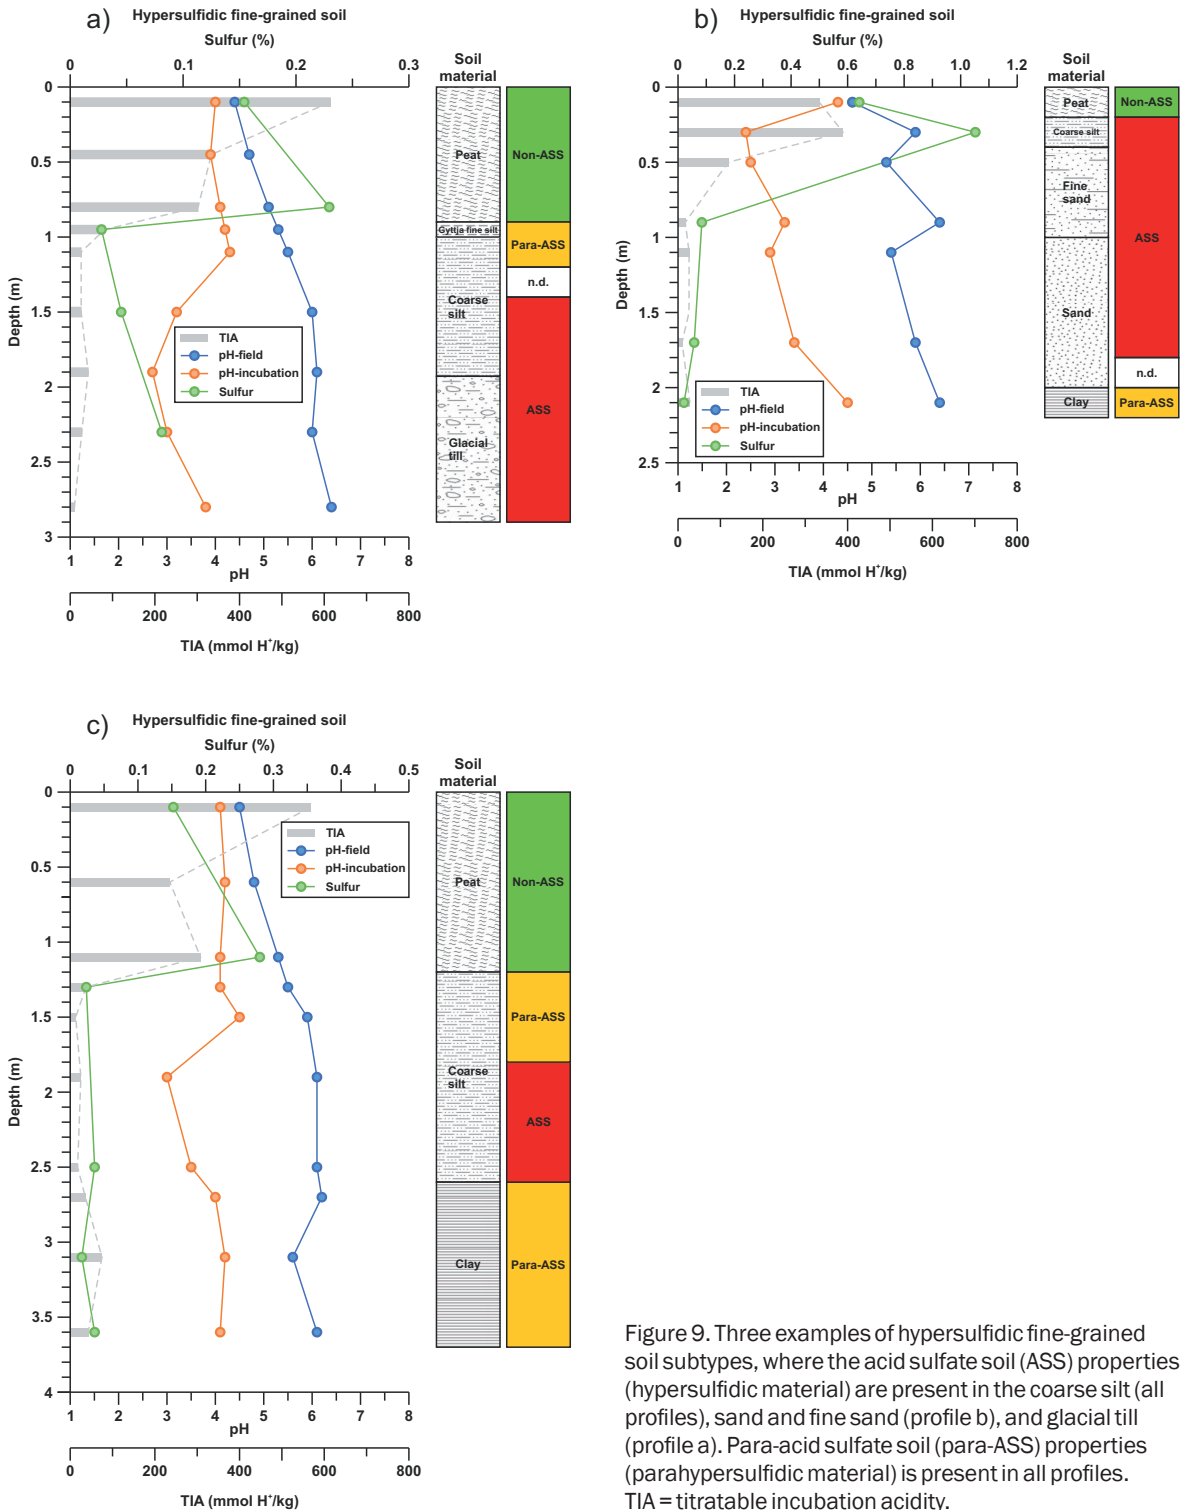 a)
Hypersulfidic fine-grained soil
Sulfur (%)
0 0.1 0.2 0.3
Soil
material
0
0.5
1
1.5
2
2.5
3
Depth (m)
TIA
pH-field
pH-incubation
Sulfur
Peat
Gyttja fine silt
Coarse
silt
Glacial
till
Non-ASS
Para-ASS
n.d.
ASS
1 2 3 4 5 6 7 8
pH
0 200 400 600 800
TIA (mmol H⁺/kg)
b)
Hypersulfidic fine-grained soil
Sulfur (%)
0 0.2 0.4 0.6 0.8 1.0 1.2
Soil
material
0
0.5
1
1.5
2
2.5
Depth (m)
TIA
pH-field
pH-incubation
Sulfur
Peat
Coarse silt
Fine
sand
Sand
Clay
Non-ASS
ASS
n.d.
Para-ASS
1 2 3 4 5 6 7 8
pH
0 200 400 600 800
TIA (mmol H⁺/kg)
c)
Hypersulfidic fine-grained soil
Sulfur (%)
0 0.1 0.2 0.3 0.4 0.5
Soil
material
0
0.5
1
1.5
2
2.5
3
3.5
4
Depth (m)
TIA
pH-field
pH-incubation
Sulfur
Peat
Coarse
silt
Clay
Non-ASS
Para-ASS
ASS
Para-ASS
1 2 3 4 5 6 7 8
pH
0 200 400 600 800
TIA (mmol H⁺/kg)
Figure 9. Three examples of hypersulfidic fine-grained
soil subtypes, where the acid sulfate soil (ASS) properties
(hypersulfidic material) are present in the coarse silt (all
profiles), sand and fine sand (profile b), and glacial till
(profile a). Para-acid sulfate soil (para-ASS) properties
(parahypersulfidic material) is present in all profiles.
TIA = titratable incubation acidity.